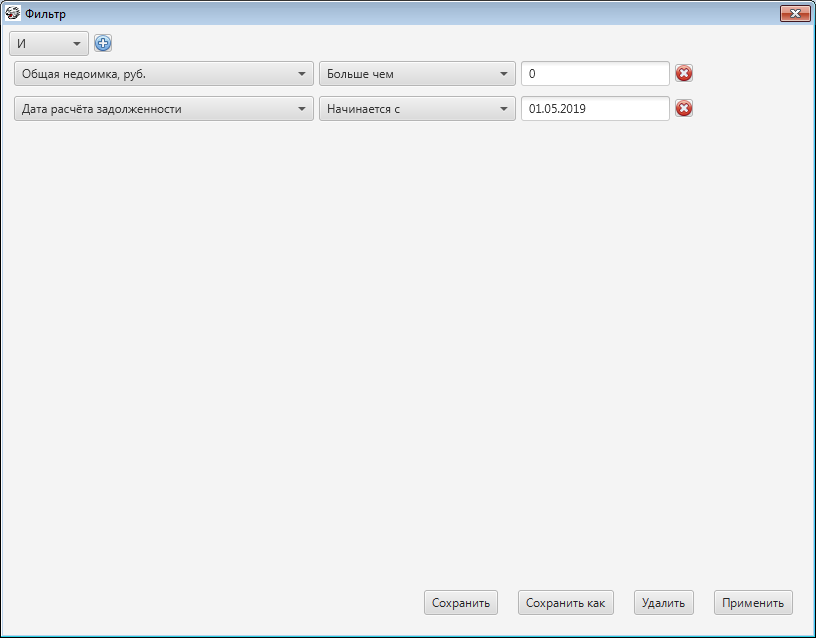 Фильтр
И
Общая недоимка, руб. Больше чем 0
Дата расчёта задолженности Начинается с 01.05.2019
Сохранить Сохранить как Удалить Применить